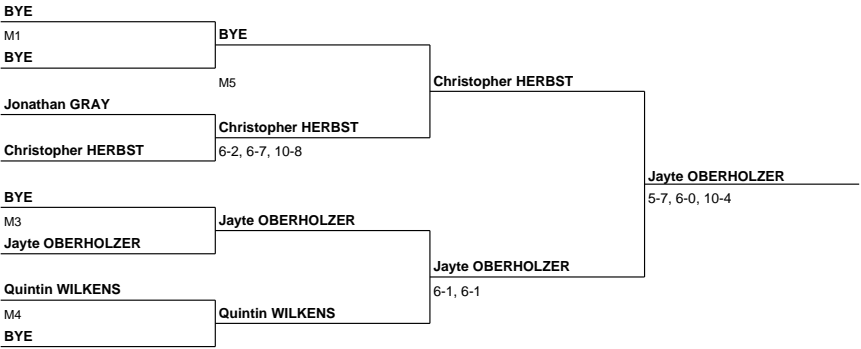 BYE
M1
BYE
BYE
M5
Jonathan GRAY
Christopher HERBST
Christopher HERBST
6-2, 6-7, 10-8
Christopher HERBST
BYE
M3
Jayte OBERHOLZER
Jayte OBERHOLZER
Quintin WILKENS
M4
BYE
Quintin WILKENS
Jayte OBERHOLZER
6-1, 6-1
Jayte OBERHOLZER
5-7, 6-0, 10-4